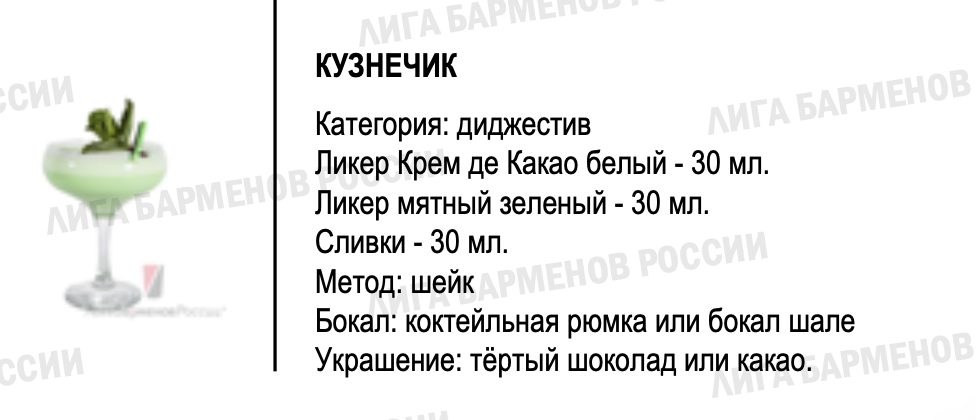 ЛИГА БАРМЕНОВ РОССИИ
КУЗНЕЧИК
ССИИ
ЛИГА БАРМЕНОВ
Категория: диджестив
Ликер Крем де Какао белый - 30 мл.
ЛИГА БАРМЕНОВ РОССИИ
Ликер мятный зеленый - 30 мл.
Сливки - 30 мл.
ЛИГА БАРМЕНОВ РОССИИ
Метод: шейк
Бокал: коктейльная рюмка или бокал шале
Украшение: тёртый шоколад или какао.
ССИИ
ЛИГА БАРМЕНОВ